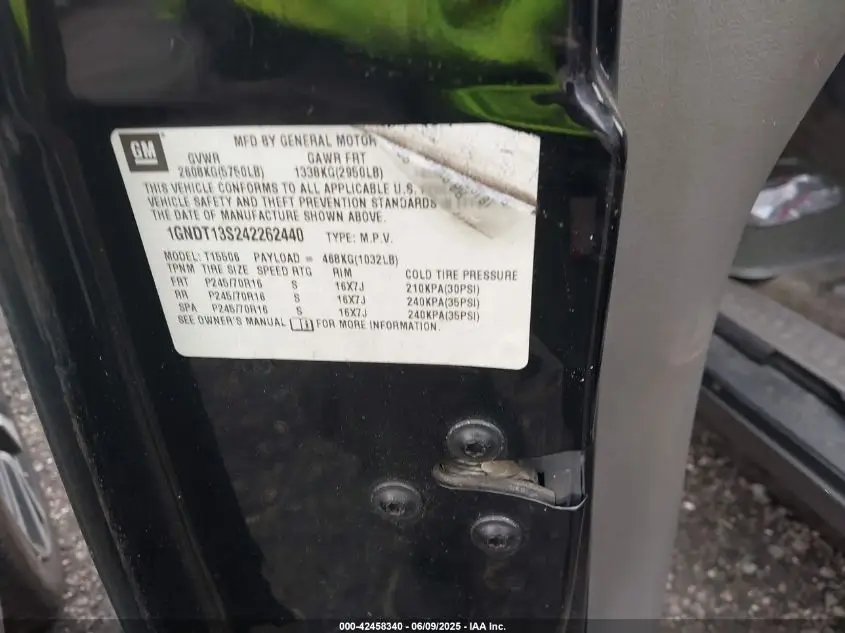 GM
MFD BY GENERAL MOTOR
GVWR GAWR FRT
2608KG(5750LB) 1338KG(2950LB)
THIS VEHICLE CONFORMS TO ALL APPLICABLE U.S.
VEHICLE SAFETY AND THEFT PREVENTION STANDARDS
THE DATE OF MANUFACTURE SHOWN ABOVE.
1GNDT13S242262440 TYPE: M.P.V.
MODEL: T15506 PAYLOAD = 468KG(1032LB)
TPNM TIRE SIZE SPEED RTG RIM COLD TIRE PRESSURE
FRT P245/70R16 S 16X7J 210KPA(30PSI)
RR P245/70R16 S 16X7J 240KPA(35PSI)
SPA P245/70R16 S 16X7J 240KPA(35PSI)
SEE OWNER'S MANUAL FOR MORE INFORMATION.
000-42458340 - 06/09/2025 - IAA Inc.